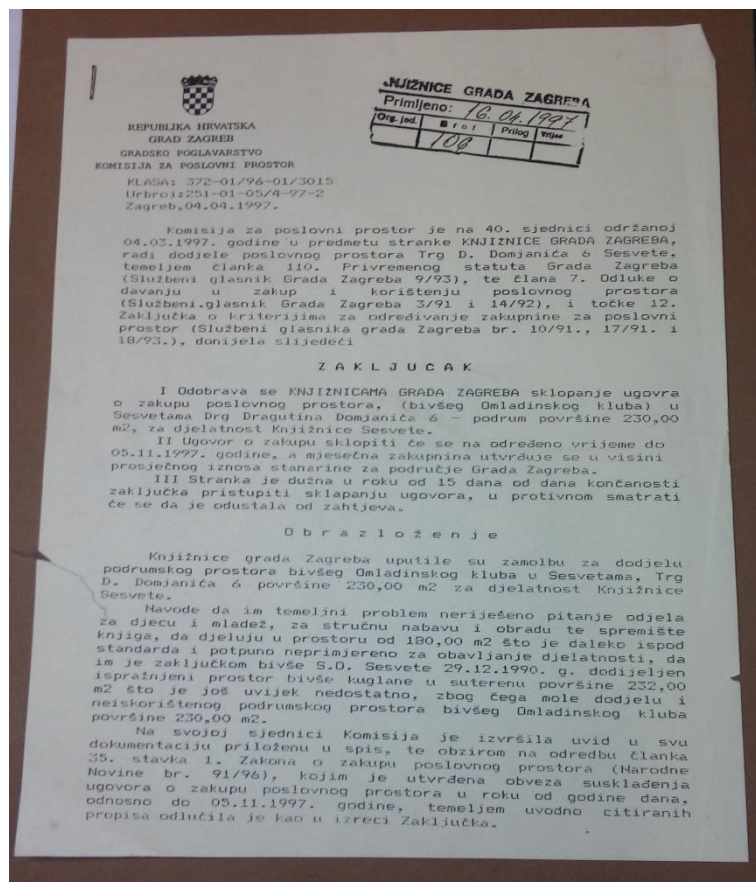 REPUBLIKA HRVATSKA
GRAD ZAGREB
GRADSKO POGLAVARSTVO
KOMISIJA ZA POSLOVNI PROSTOR
KLASA: 372-01/96-01/3015
Urbroj:251-01-05/4-97-2
Zagreb,04.04.1997.
KNJIŽNICE GRADA ZAGREBA
Primljeno: 16.04.1997
Org. jed. Broj Prilog
106
Komisija za poslovni prostor je na 40. sjednici održanoj
04.03.1997. godine u predmetu stranke KNJIŽNICE GRADA ZAGREBA,
radi dodjele poslovnog prostora Trg D. Domjanića 6 Sesvete,
temeljem članka 110. Privremenog statuta Grada Zagreba
(Službeni glasnik Grada Zagreba 9/93), te člana 7. Odluke o
davanju u zakup i korištenju poslovnog prostora
(Službeni.glasnik Grada Zagreba 3/91 i 14/92), i točke 12.
Zaključka o kriterijima za određivanje zakupnine za poslovni
prostor (Službeni glasnika grada Zagreba br. 10/91., 17/91. i
18/93.), donijela slijedeći
Z A K L J U Č A K
I Odobrava se KNJIŽNICAMA GRADA ZAGREBA sklopanje ugovra
o zakupu poslovnog prostora, (bivšeg Omladinskog kluba) u
Sesvetama Drg Dragutina Domjanića 6 - podrum površine 230,00
m2, za djelatnost Knjižnice Sesvete.
II Ugovor o zakupu sklopiti će se na određeno vrijeme do
05.11.1997. godine, a mjesečna zakupnina utvrđuje se u visini
prosječnog iznosa stanarine za područje Grada Zagreba.
III Stranka je dužna u roku od 15 dana od dana končanosti
zaključka pristupiti sklapanju ugovora, u protivnom smatrati
će se da je odustala od zahtjeva.
O b r a z l o ž e n j e
Knjižnice grada Zagreba uputile su zamolbu za dodjelu
podrumskog prostora bivšeg Omladinskog kluba u Sesvetama, Trg
D. Domjanića 6 površine 230,00 m2 za djelatnost Knjižnice
Sesvete.
Navode da im temeljni problem neriješeno pitanje odjela
za djecu i mladež, za stručnu nabavu i obradu te spremište
knjiga, da djeluju u prostoru od 180,00 m2 što je daleko ispod
standarda i potpuno neprimjereno za obavljanje djelatnosti, da
im je zaključkom bivše S.O. Sesvete 29.12.1990. g. dodijeljen
ispražnjeni prostor bivše kuglane u suterenu površine 232,00
m2 što je još uvijek nedostatno, zbog čega mole dodjelu i
neiskorištenog podrumskog prostora bivšeg Omladinskog kluba
površine 230,00 m2.
Na svojoj sjednici Komisija je izvršila uvid u svu
dokumentaciju priloženu u spis, te obzirom na odredbu članka
35. stavka 1. Zakona o zakupu poslovnog prostora (Narodne
Novine br. 91/96), kojim je utvrđena obveza susklađenja
ugovora o zakupu poslovnog prostora u roku od godine dana,
odnosno do 05.11.1997. godine, temeljem uvodno citiranih
propisa odlučila je kao u izreci Zaključka.